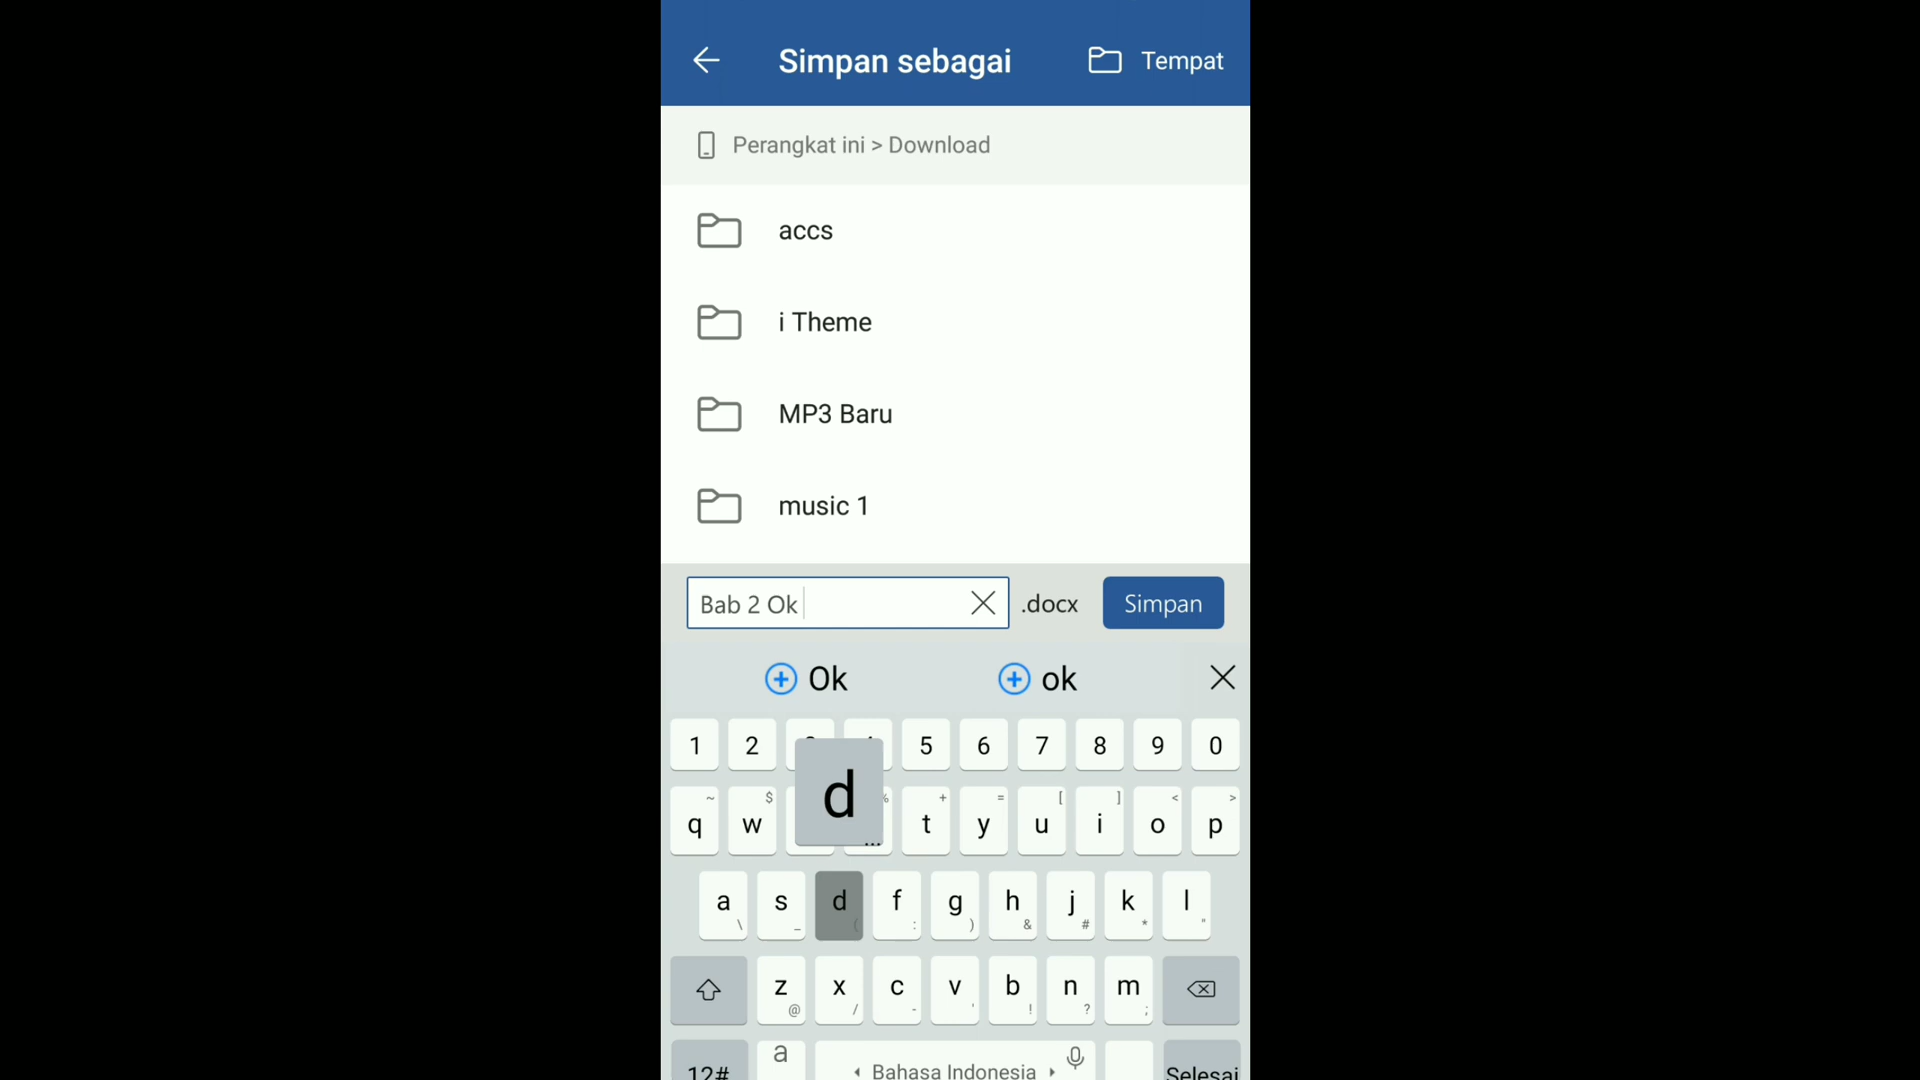 Simpan sebagai Tempat
Perangkat ini > Download
accs
i Theme
MP3 Baru
music 1
Bab 2 Ok .docx Simpan
Ok ok
1 2 5 6 7 8 9 0
~ $ % + = [ ] < >
q w t y u i o p
d
a s d f g h j k l
\ _ ( : ) & # * "
z x c v b n m
@ / - ' ! ? ;
12# a Bahasa Indonesia Selesai